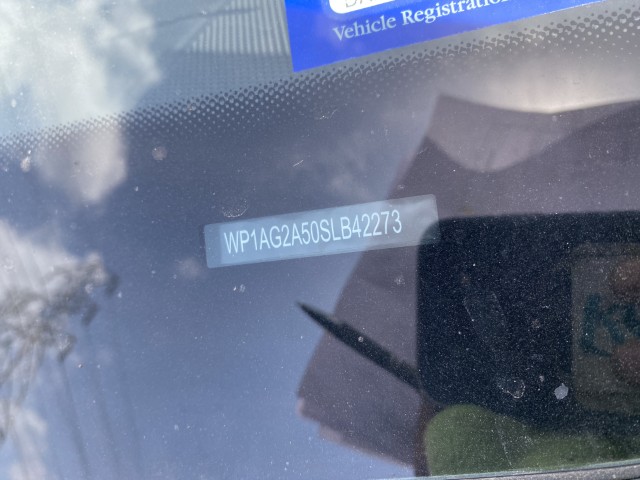 Vehicle Registration
WP1AG2A50SLB42273